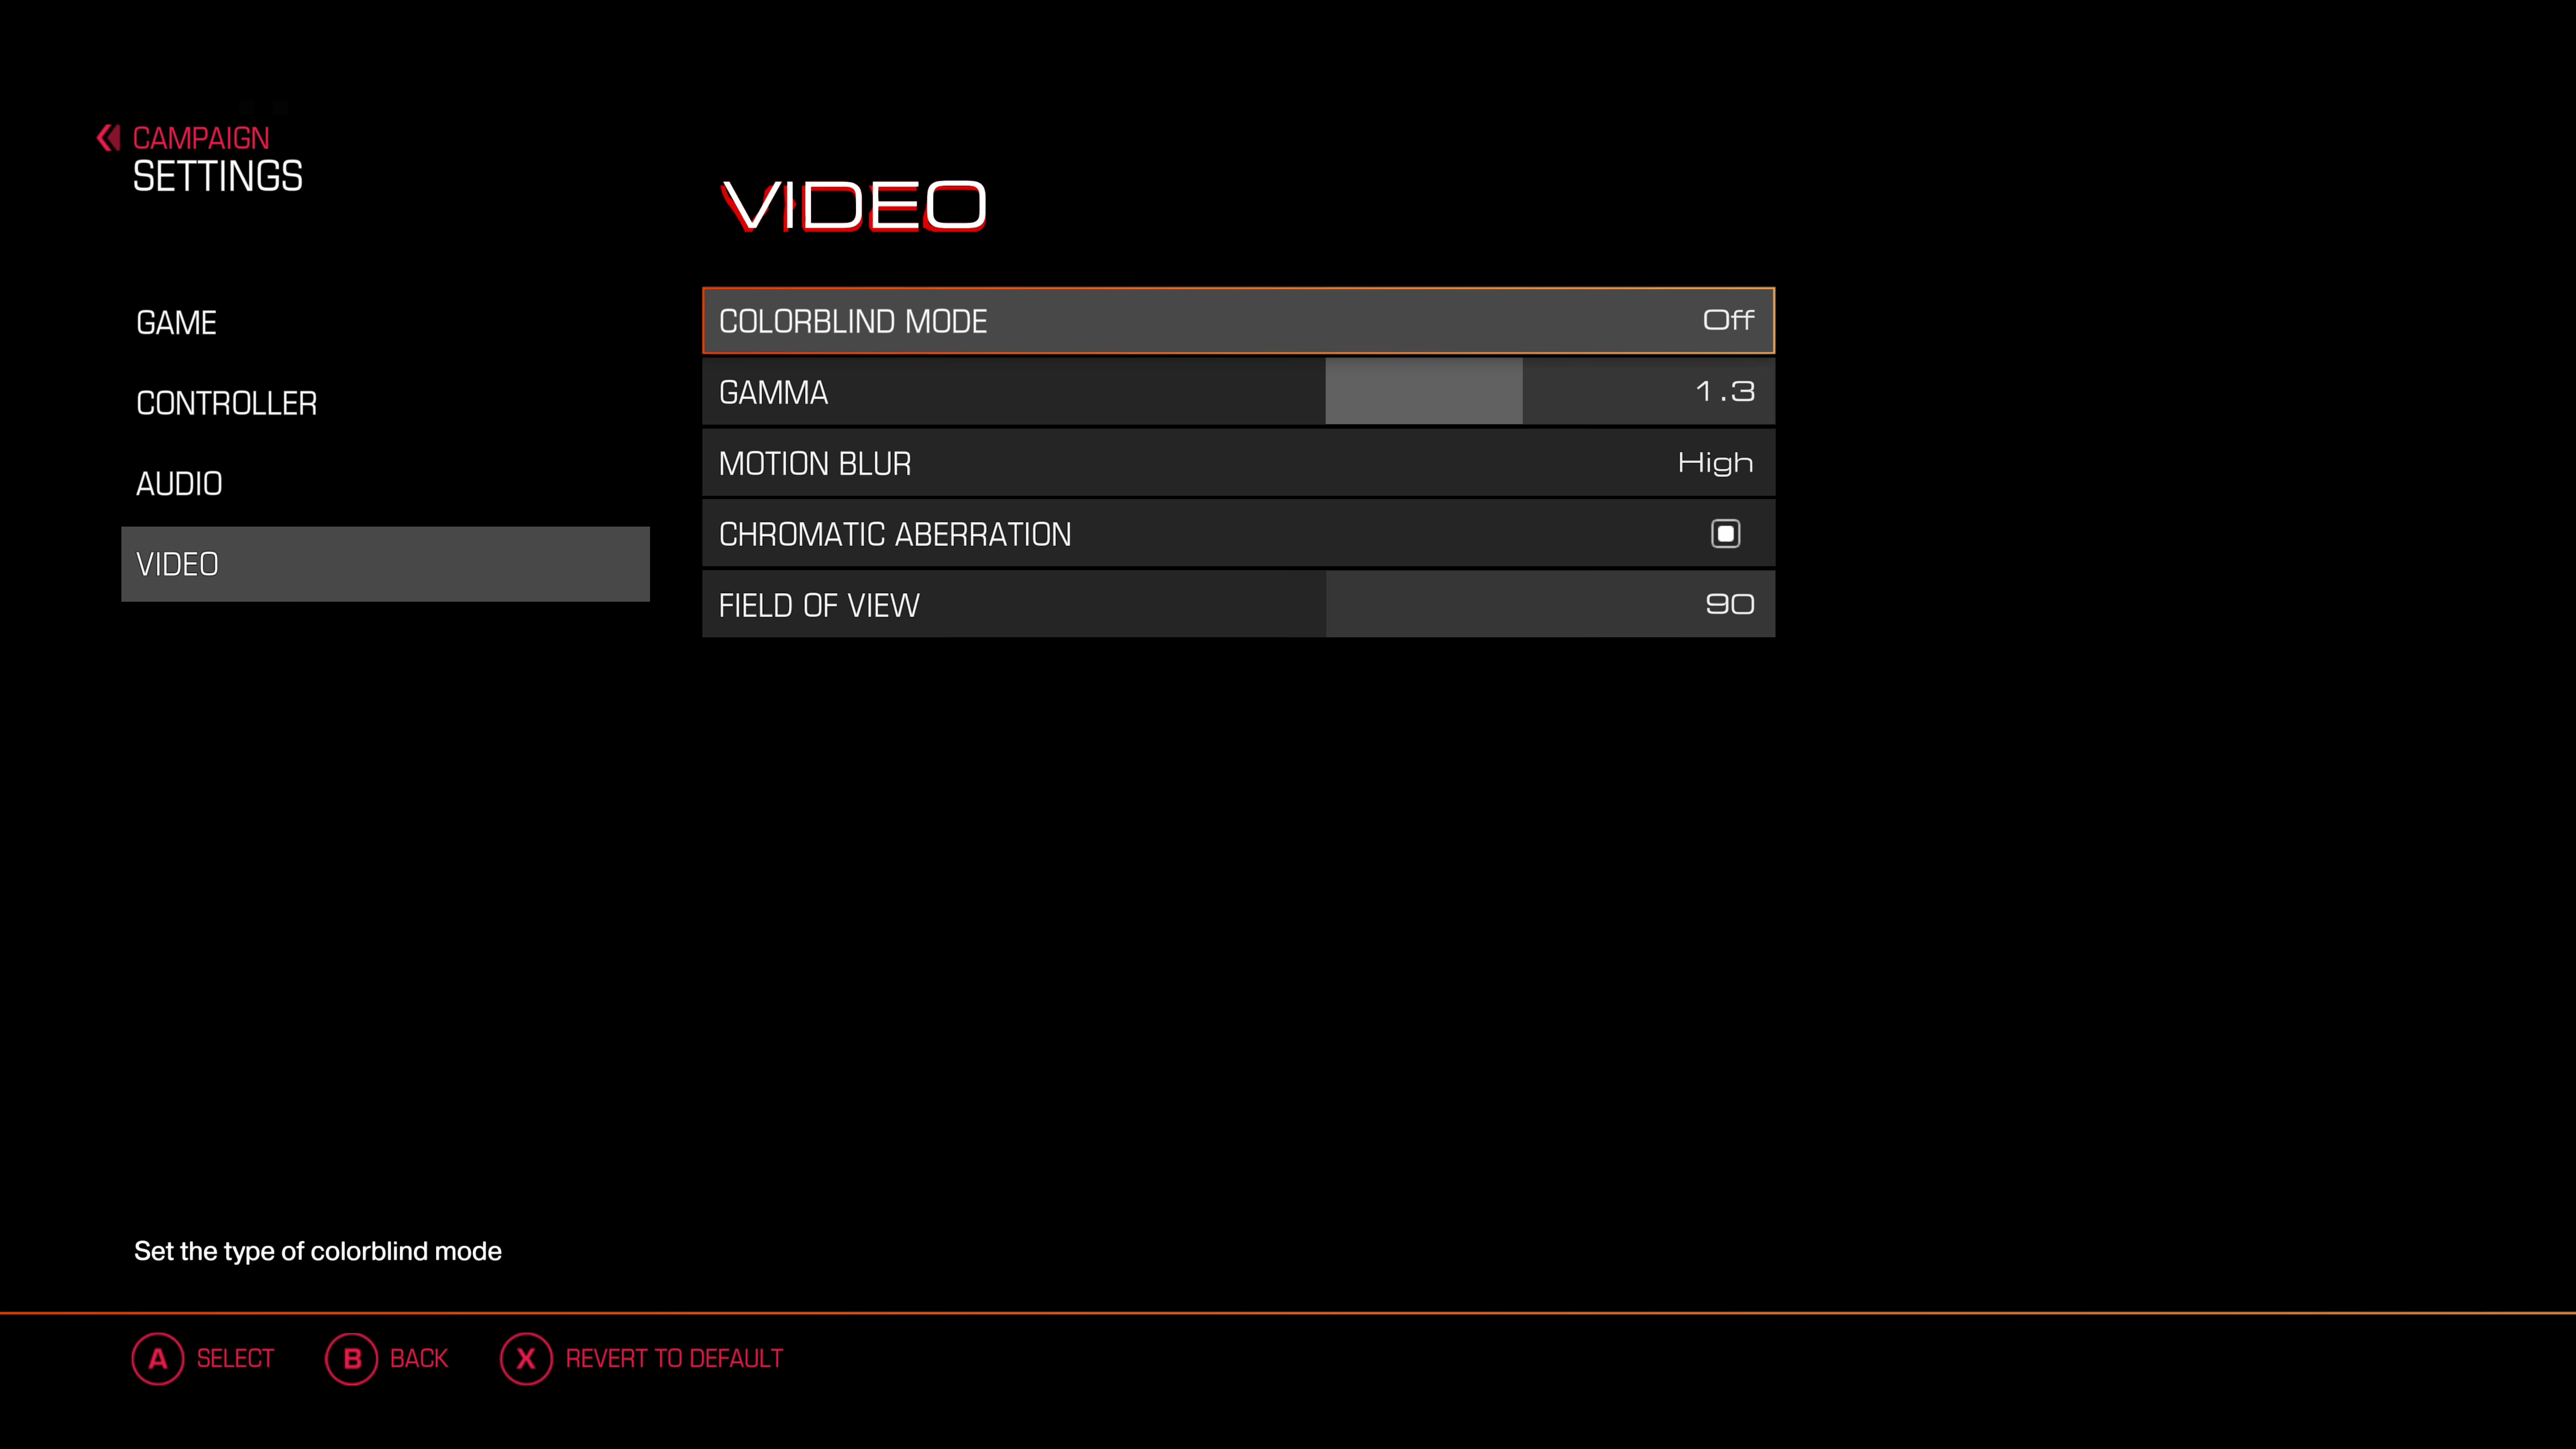 CAMPAIGN
SETTINGS
GAME
CONTROLLER
AUDIO
VIDEO
VIDEO
COLORBLIND MODE Off
GAMMA 1.3
MOTION BLUR High
CHROMATIC ABERRATION
FIELD OF VIEW 90
Set the type of colorblind mode
A SELECT B BACK X REVERT TO DEFAULT